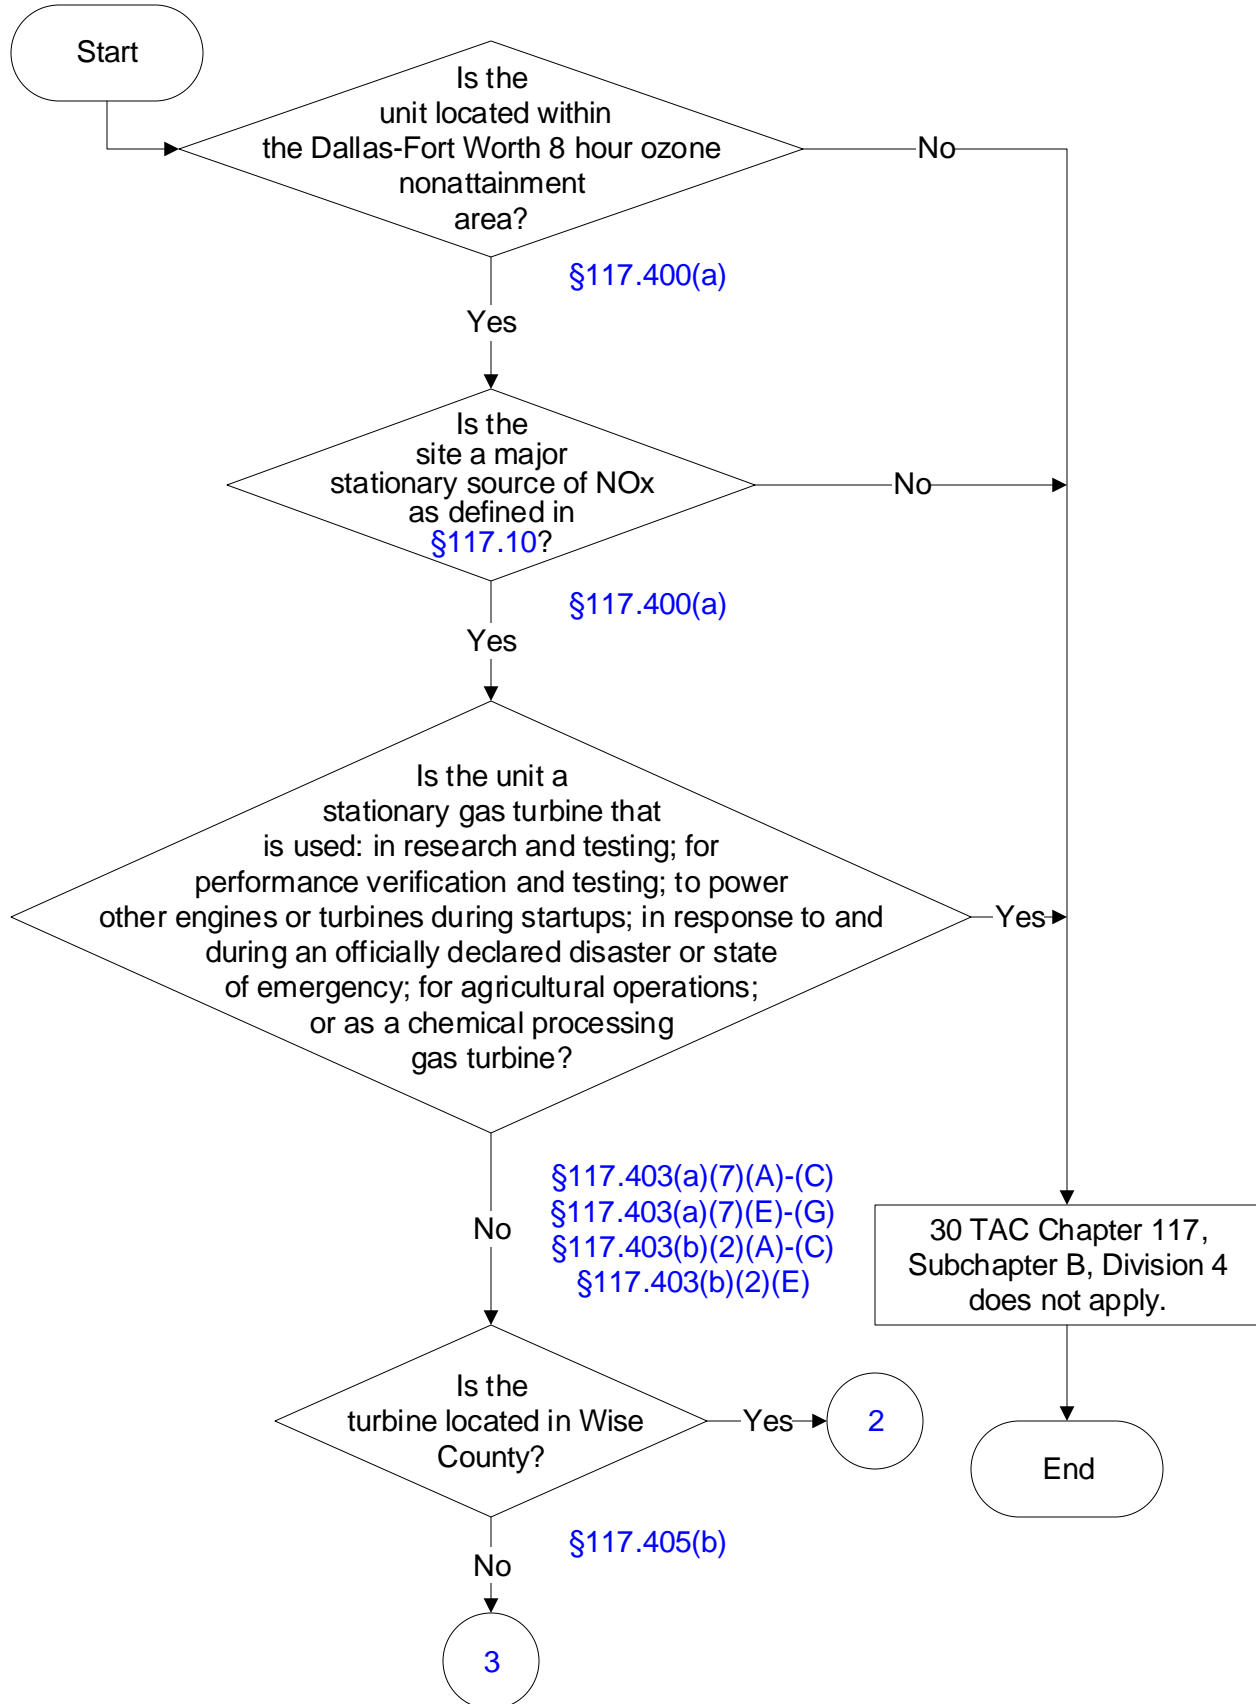 Start
Is the
unit located within
the Dallas-Fort Worth 8 hour ozone
nonattainment
area?
No
§117.400(a)
Yes
Is the
site a major
stationary source of NOx
as defined in
§117.10?
No
§117.400(a)
Yes
Is the unit a
stationary gas turbine that
is used: in research and testing; for
performance verification and testing; to power
other engines or turbines during startups; in response to and
during an officially declared disaster or state
of emergency; for agricultural operations;
or as a chemical processing
gas turbine?
Yes
No
§117.403(a)(7)(A)-(C)
§117.403(a)(7)(E)-(G)
§117.403(b)(2)(A)-(C)
§117.403(b)(2)(E)
30 TAC Chapter 117,
Subchapter B, Division 4
does not apply.
Is the
turbine located in Wise
County?
Yes
2
End
§117.405(b)
No
3